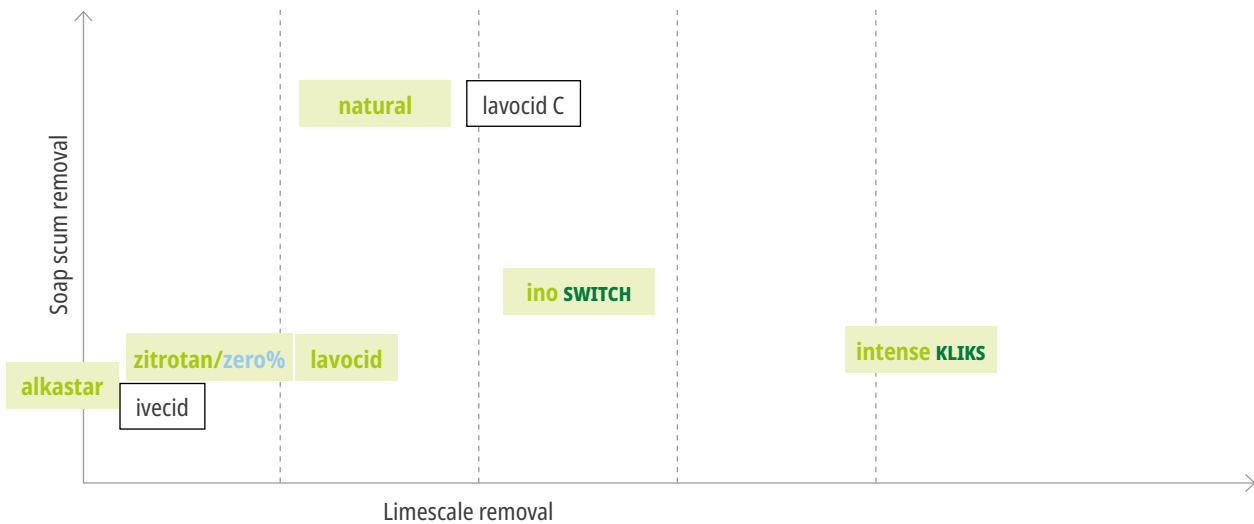 natural
lavocid C
Soap scum removal
ino SWITCH
zitrotan/zero%
lavocid
intense KLIKS
alkastar
ivecid
Limescale removal